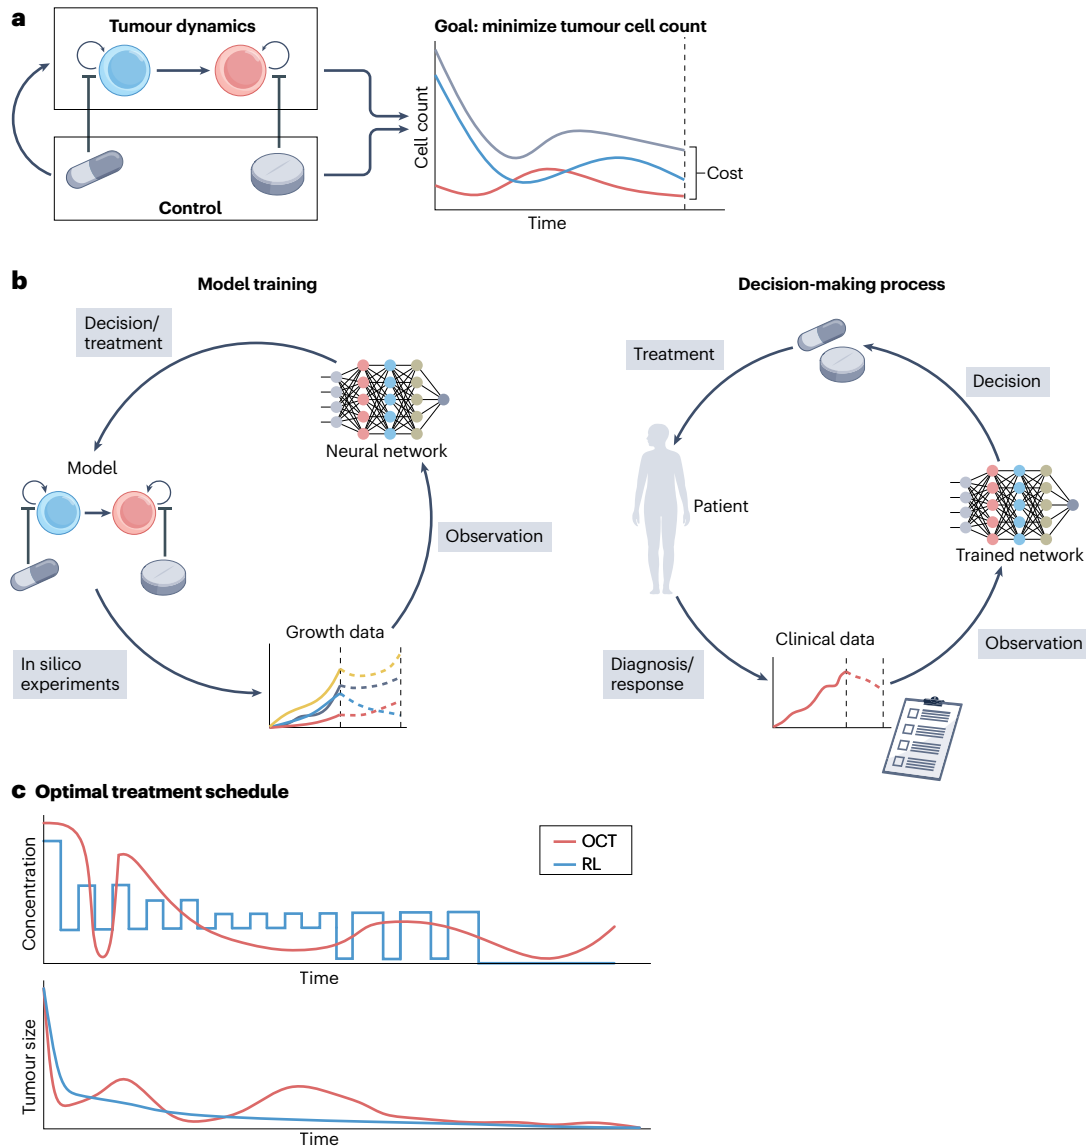 a
Tumour dynamics
Control
Goal: minimize tumour cell count
Cell count
Cost
Time
b
Model training
Decision/
treatment
Neural network
Model
Observation
Growth data
In silico
experiments
Decision-making process
Treatment
Decision
Patient
Trained network
Clinical data
Observation
Diagnosis/
response
c Optimal treatment schedule
Concentration
OCT
RL
Time
Tumour size
Time